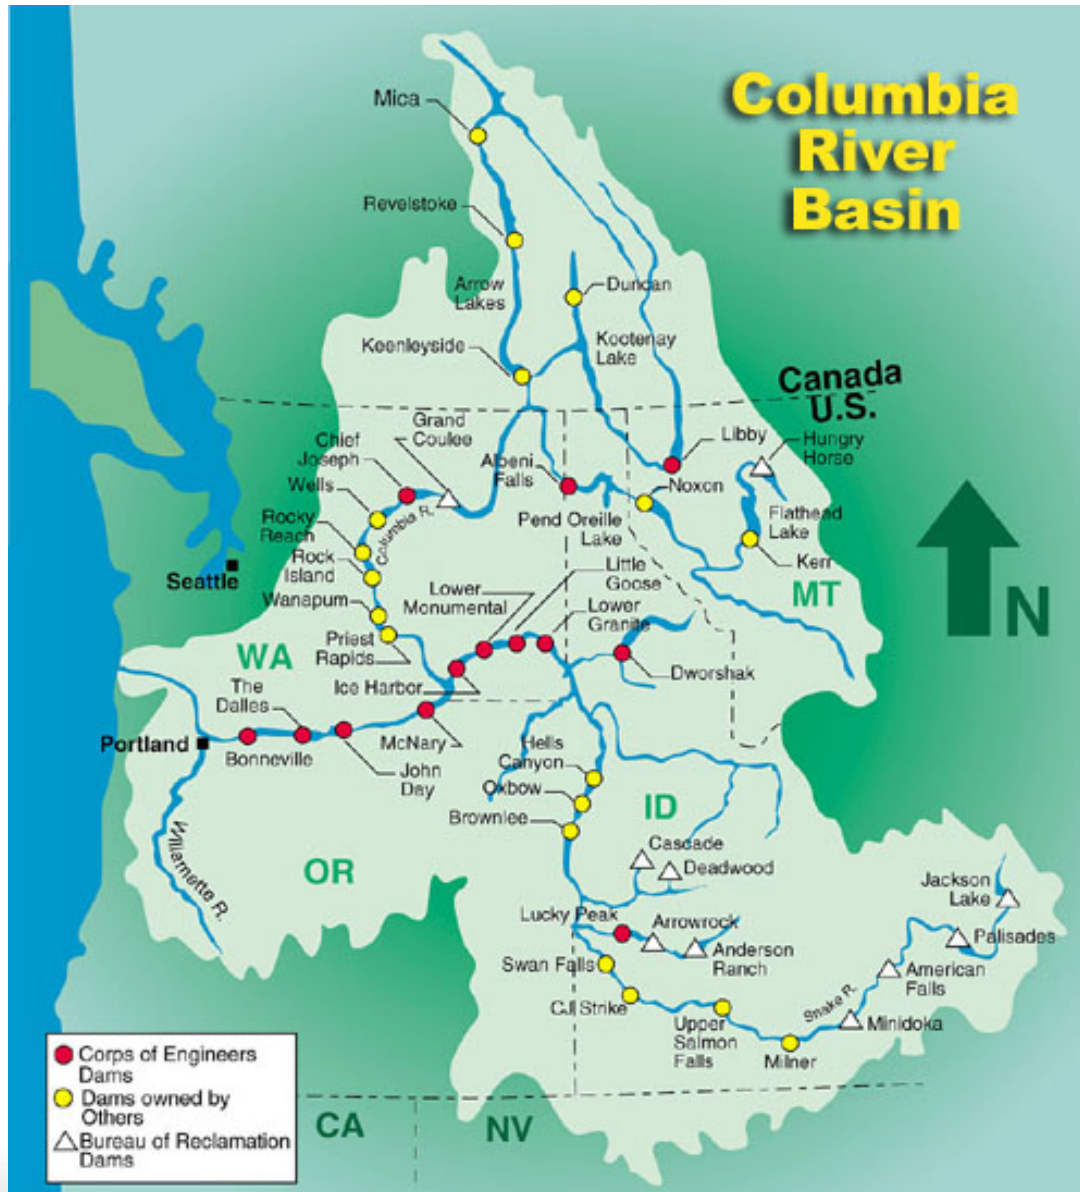 Columbia
River
Basin
Mica
Revelstoke
Arrow
Lakes
Duncan
Keenleyside
Kootenay
Lake
Canada
U.S.
Grand
Coulee
Chief
Joseph
Albeni
Falls
Libby
Hungry
Horse
Wells
Noxon
Rocky
Reach
Columbia R.
Pend Oreille
Lake
Flathead
Lake
Rock
Island
Kerr
Seattle
Little
Goose
Wanapum
Lower
Monumental
Lower
Granite
MT
N
Priest
Rapids
WA
Ice Harbor
Dworshak
The
Dalles
Portland
Bonneville
McNary
John
Day
Hells
Canyon
Oxbow
Brownlee
ID
Cascade
Deadwood
Willamette R.
OR
Jackson
Lake
Lucky Peak
Arrowrock
Palisades
Anderson
Ranch
Swan Falls
American
Falls
CJ Strike
Snake R.
Upper
Salmon
Falls
Minidoka
Milner
Corps of Engineers
Dams
Dams owned by
Others
Bureau of Reclamation
Dams
CA
NV